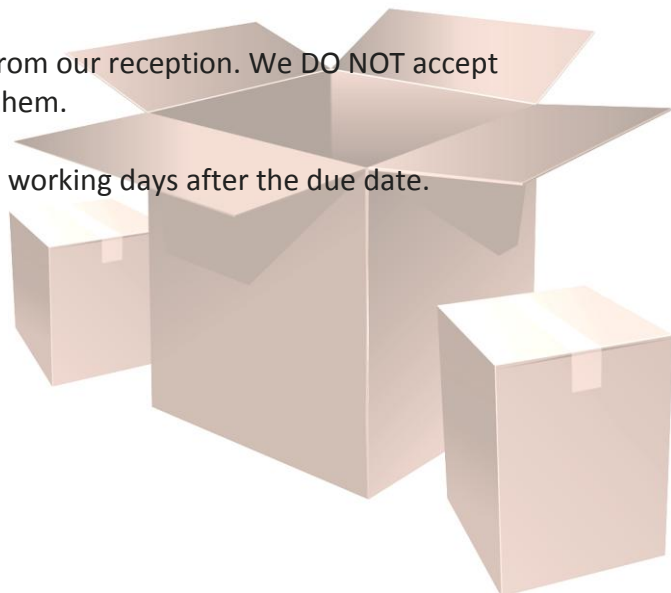 rom our reception. We DO NOT accept
hem.
working days after the due date.